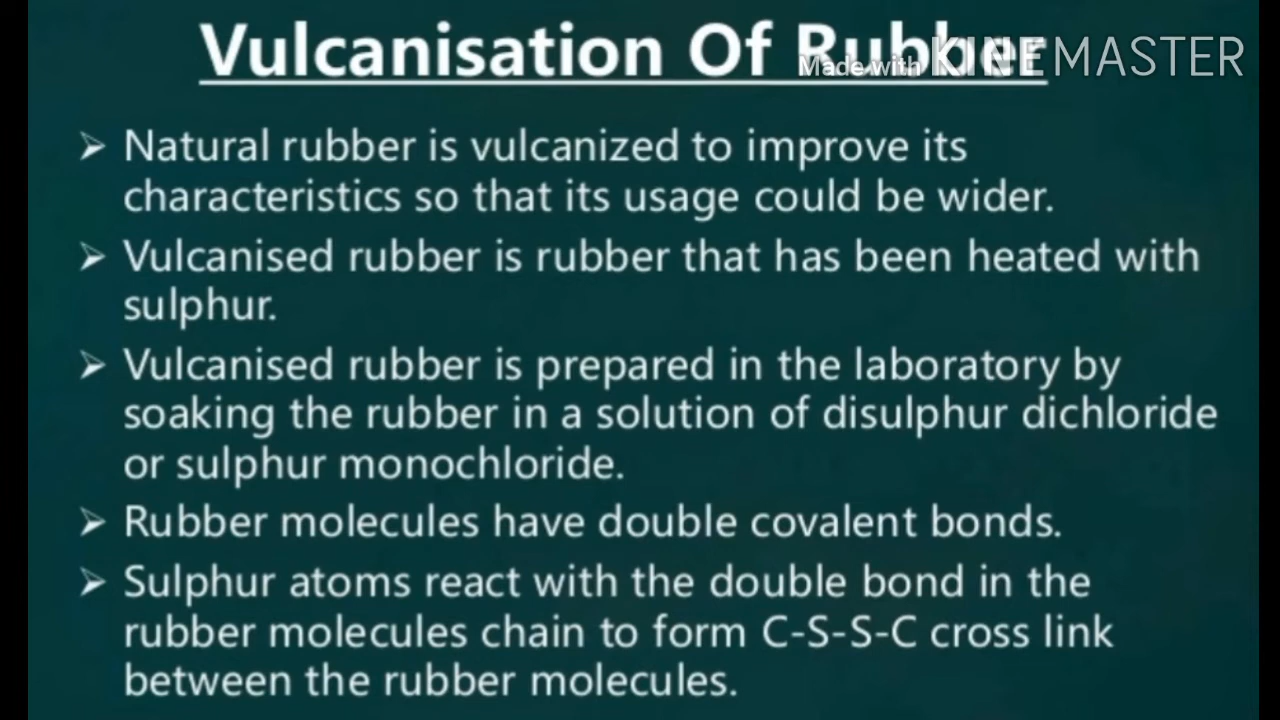 Vulcanisation Of Rubber
Made with KINEMASTER
➢ Natural rubber is vulcanized to improve its
characteristics so that its usage could be wider.
➢ Vulcanised rubber is rubber that has been heated with
sulphur.
➢ Vulcanised rubber is prepared in the laboratory by
soaking the rubber in a solution of disulphur dichloride
or sulphur monochloride.
➢ Rubber molecules have double covalent bonds.
➢ Sulphur atoms react with the double bond in the
rubber molecules chain to form C-S-S-C cross link
between the rubber molecules.